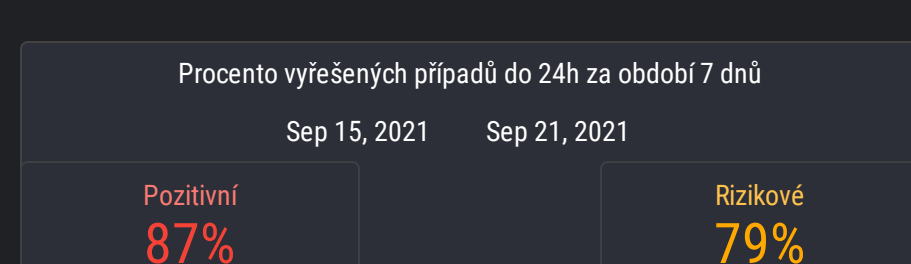 Procento vyřešených případů do 24h za období 7 dnů
Sep 15, 2021 Sep 21, 2021
Pozitivní Rizikové
87% 79%